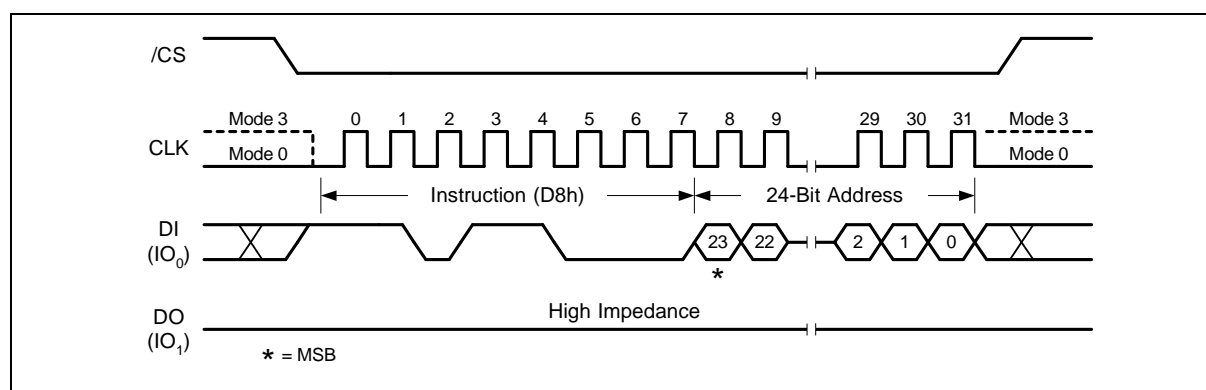 /CS
Mode 3 0 1 2 3 4 5 6 7 8 9 29 30 31 Mode 3
CLK
Mode 0 Mode 0
Instruction (D8h) 24-Bit Address
DI
(IO₀)
23 22 2 1 0
*
High Impedance
DO
(IO₁)
* = MSB